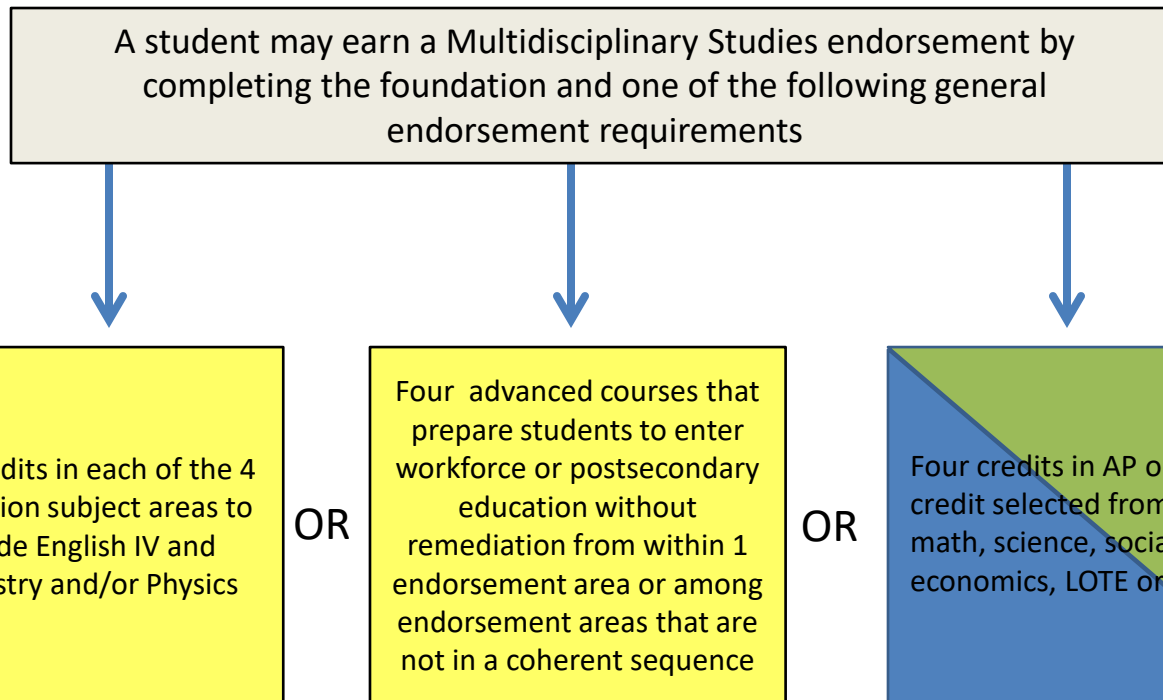 A student may earn a Multidisciplinary Studies endorsement by
completing the foundation and one of the following general
endorsement requirements
dits in each of the 4
ion subject areas to
de English IV and
stry and/or Physics
OR
Four advanced courses that
prepare students to enter
workforce or postsecondary
education without
remediation from within 1
endorsement area or among
endorsement areas that are
not in a coherent sequence
OR
Four credits in AP o
credit selected from
math, science, socia
economics, LOTE or